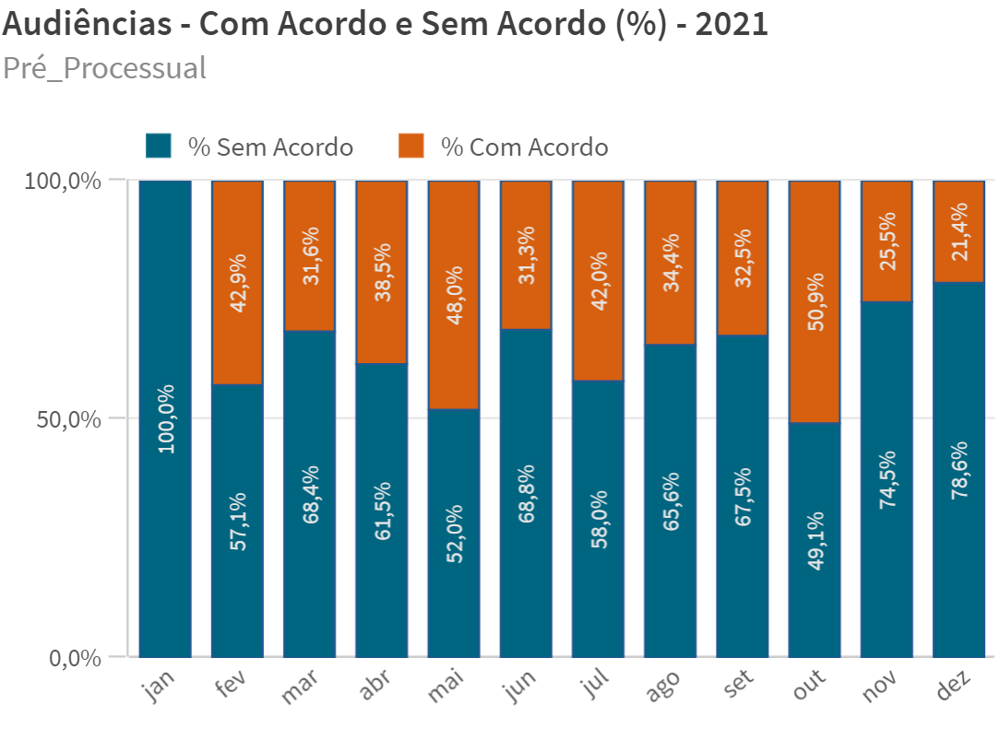 Audiências - Com Acordo e Sem Acordo (%) - 2021
Pré_Processual
% Sem Acordo
% Com Acordo
100,0%
50,0%
0,0%
100,0%
42,9%
57,1%
31,6%
68,4%
38,5%
61,5%
48,0%
52,0%
31,3%
68,8%
42,0%
58,0%
34,4%
65,6%
32,5%
67,5%
50,9%
49,1%
25,5%
74,5%
21,4%
78,6%
jan
fev
mar
abr
mai
jun
jul
ago
set
out
nov
dez